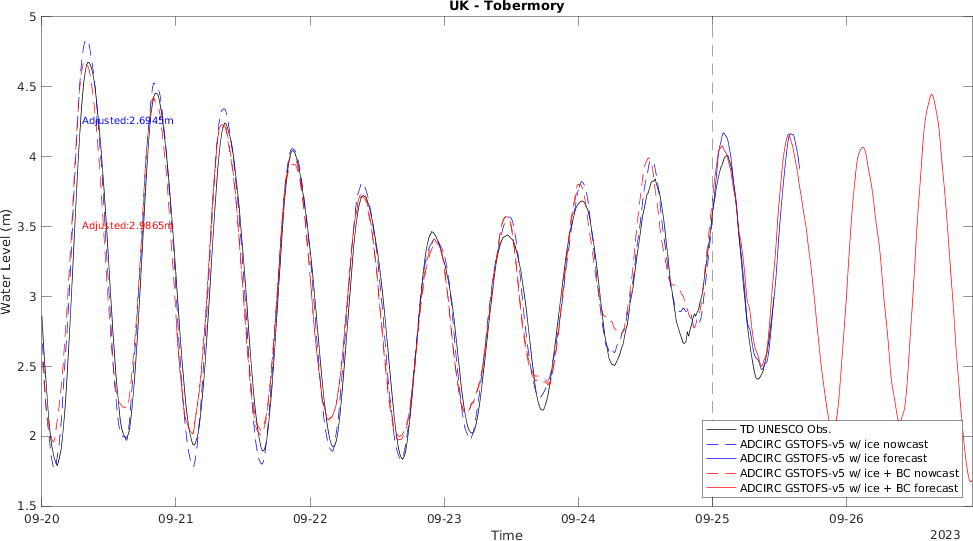 UK - Tobermory
5
4.5
4
3.5
3
2.5
2
1.5
Water Level (m)
Adjusted:2.6945m
Adjusted:2.9865m
TD UNESCO Obs.
ADCIRC GSTOFS-v5 w/ ice nowcast
ADCIRC GSTOFS-v5 w/ ice forecast
ADCIRC GSTOFS-v5 w/ ice + BC nowcast
ADCIRC GSTOFS-v5 w/ ice + BC forecast
09-20 09-21 09-22 09-23 09-24 09-25 09-26
Time
2023